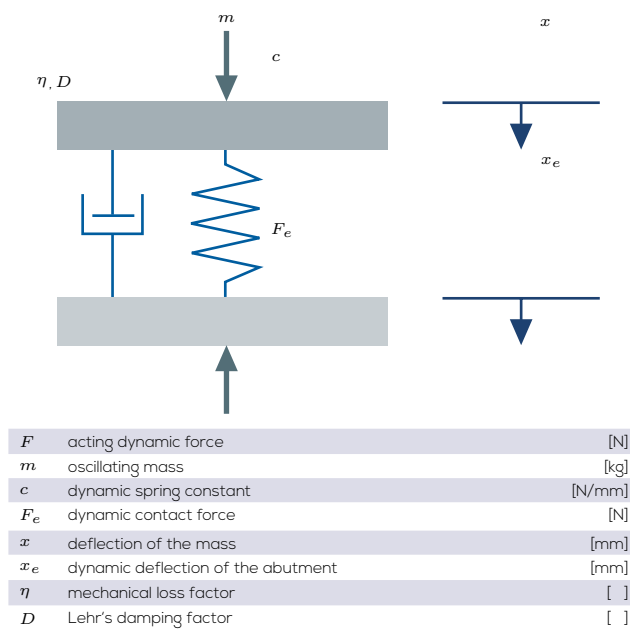 m
x
c
η, D
x_e
F_e
F acting dynamic force [N]
m oscillating mass [kg]
c dynamic spring constant [N/mm]
F_e dynamic contact force [N]
x deflection of the mass [mm]
x_e dynamic deflection of the abutment [mm]
η mechanical loss factor [ ]
D Lehr's damping factor [ ]